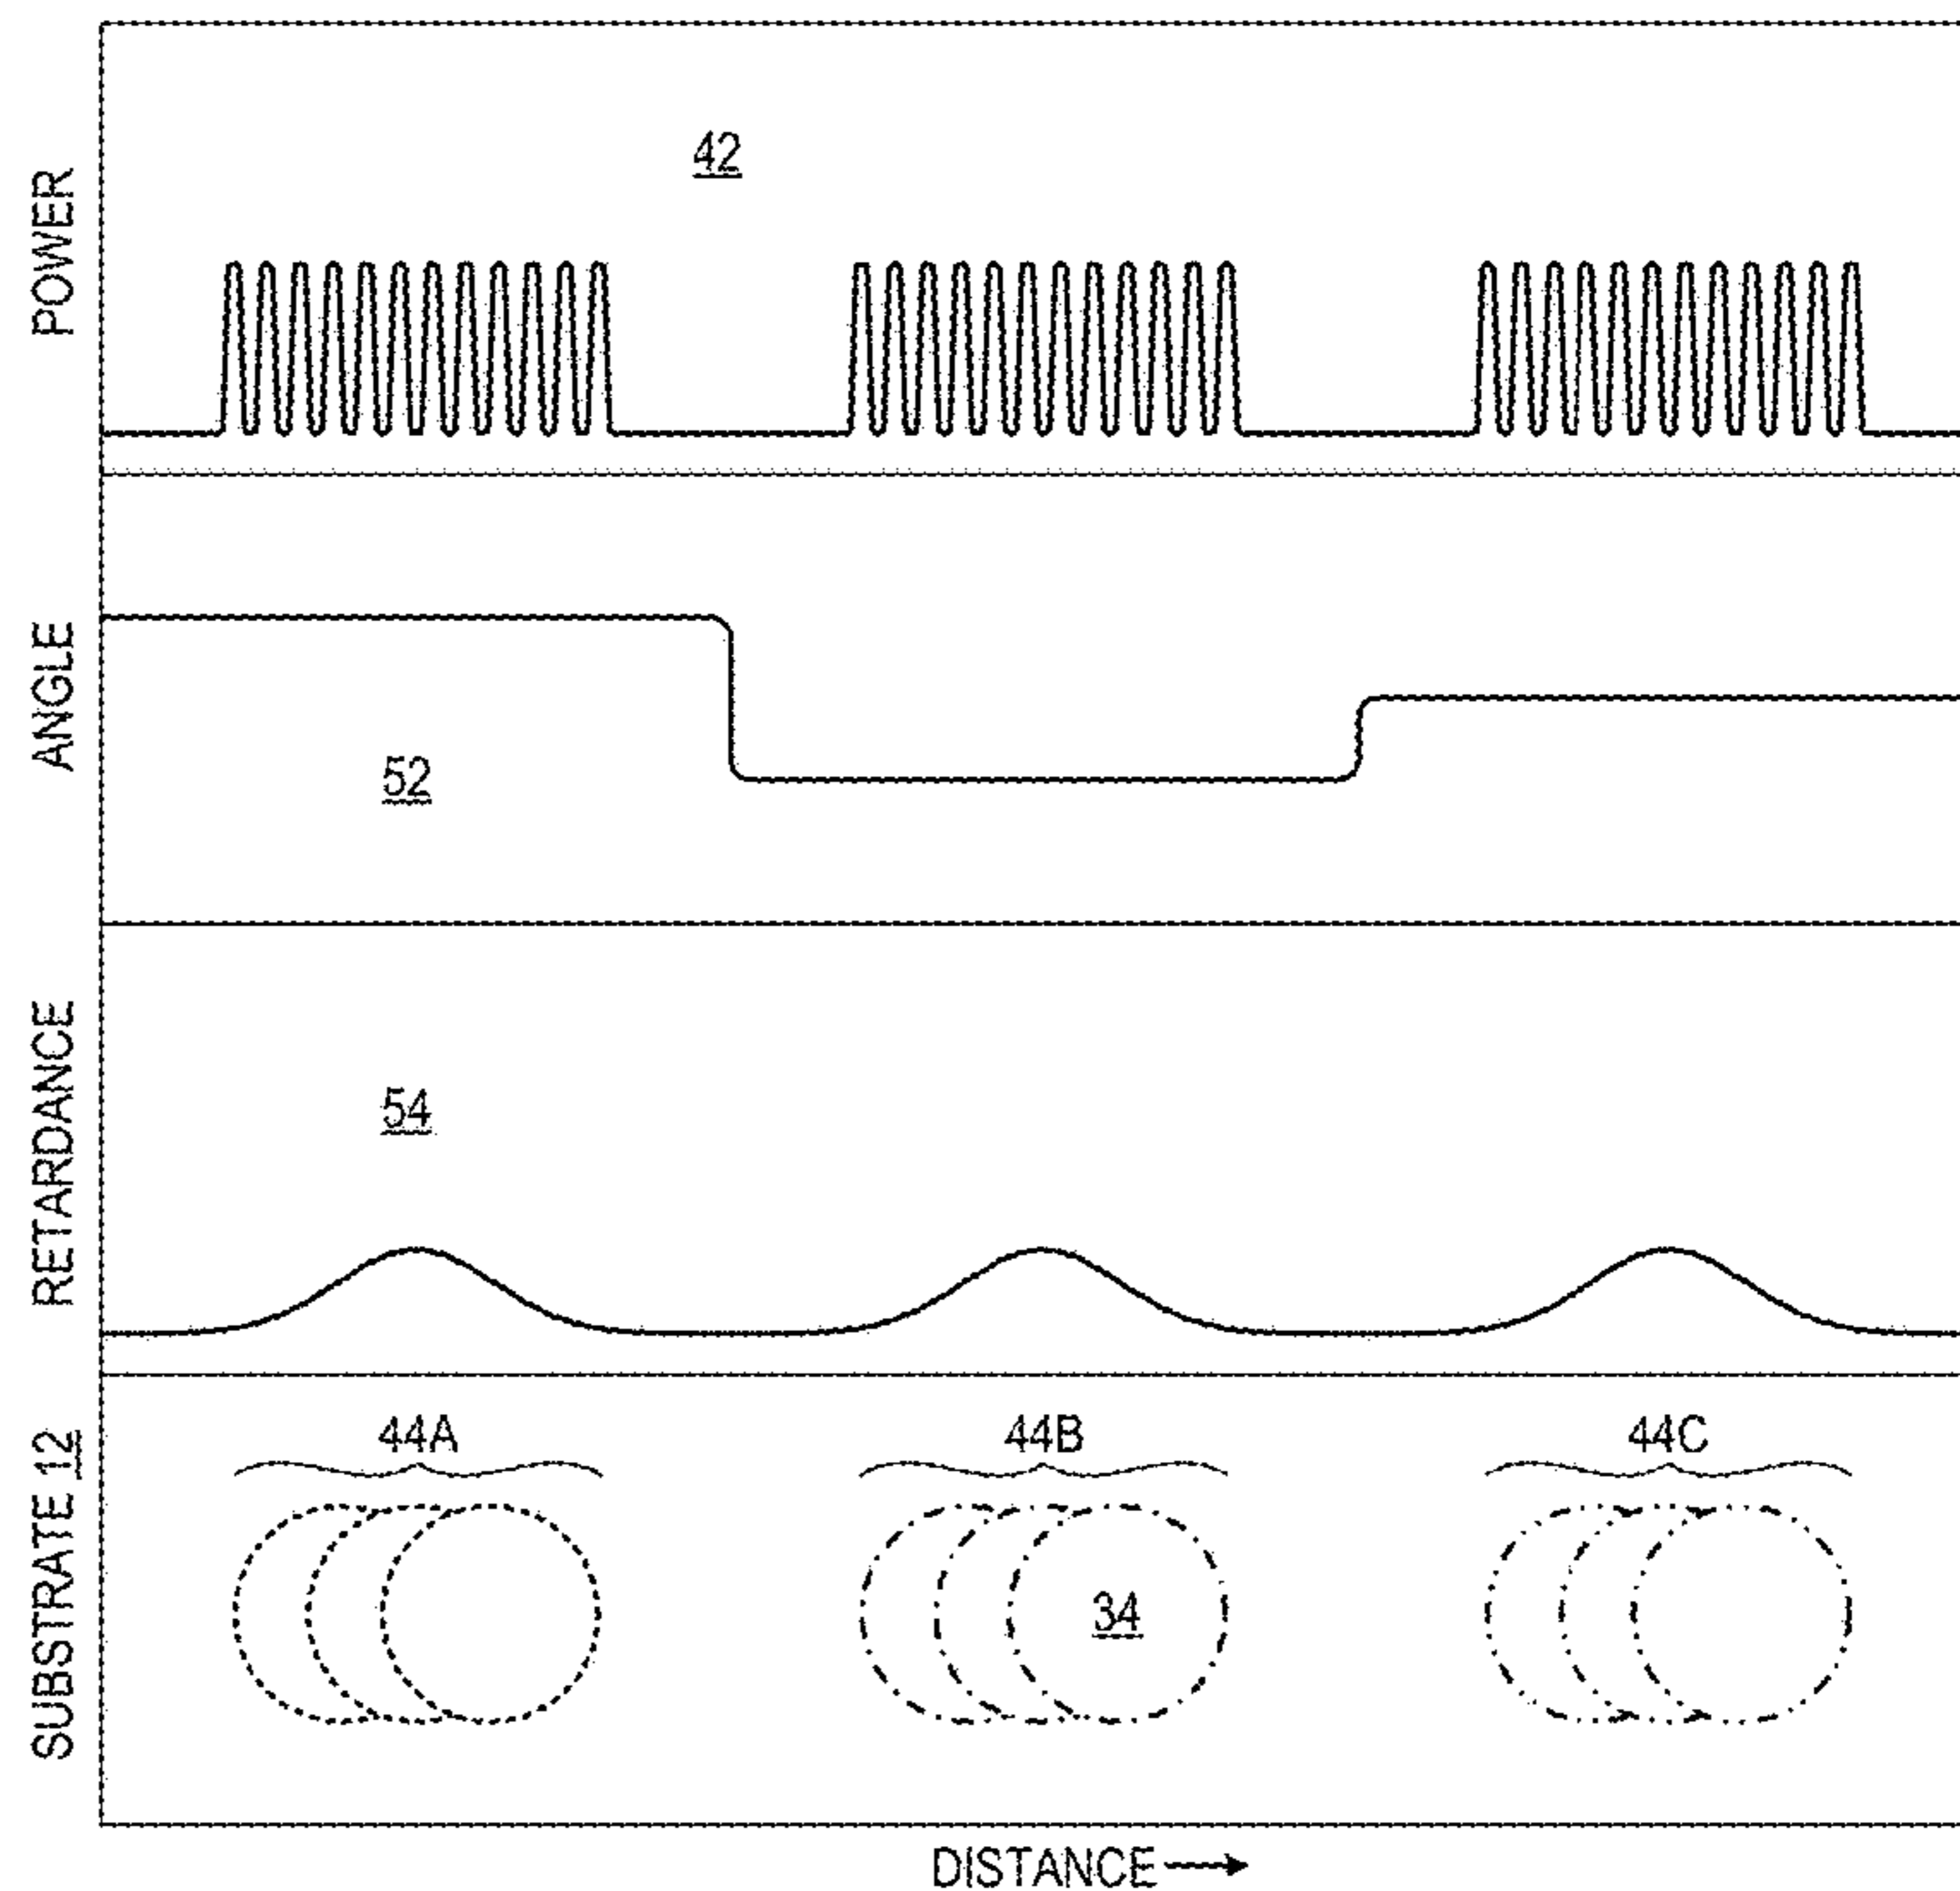 POWER
42
ANGLE
52
RETARDANCE
54
SUBSTRATE 12
44A 44B 44C
34
DISTANCE